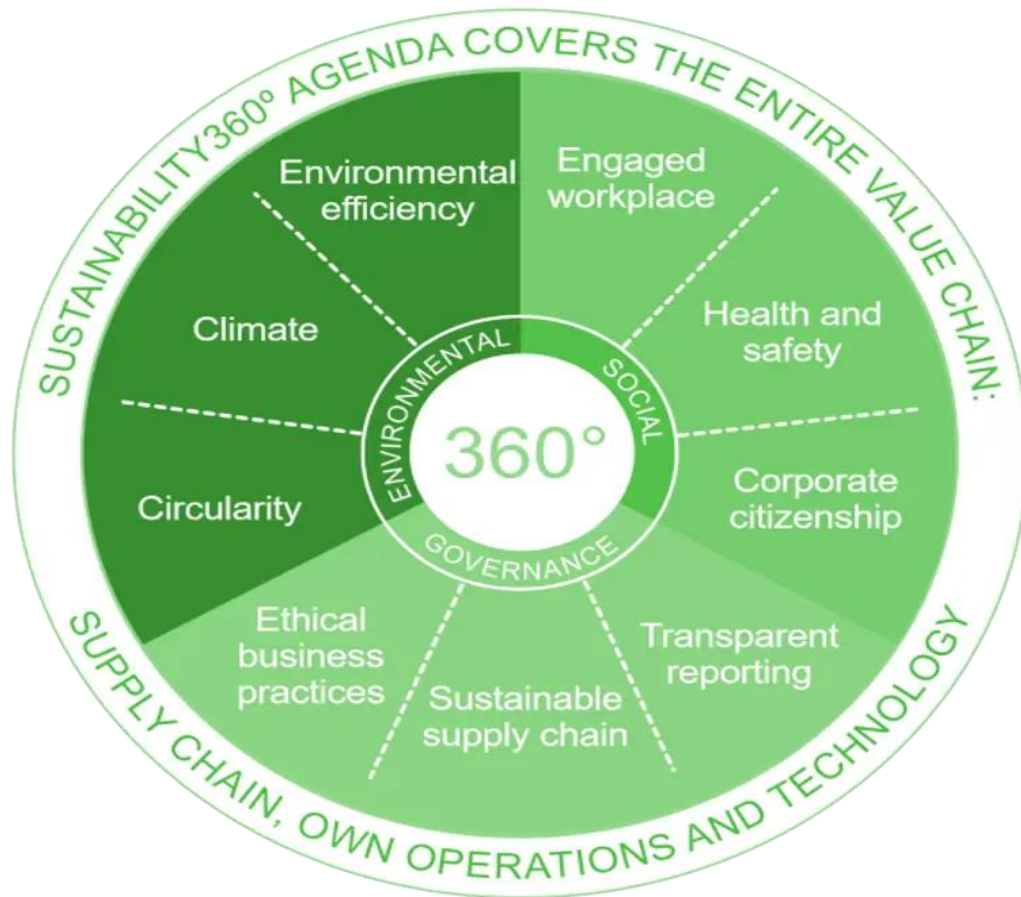 SUSTAINABILITY360º AGENDA COVERS THE ENTIRE VALUE CHAIN:
SUPPLY CHAIN, OWN OPERATIONS AND TECHNOLOGY
Environmental
efficiency
Climate
Circularity
Engaged
workplace
Health and
safety
Corporate
citizenship
Transparent
reporting
Sustainable
supply chain
Ethical
business
practices
ENVIRONMENTAL
SOCIAL
GOVERNANCE
360°